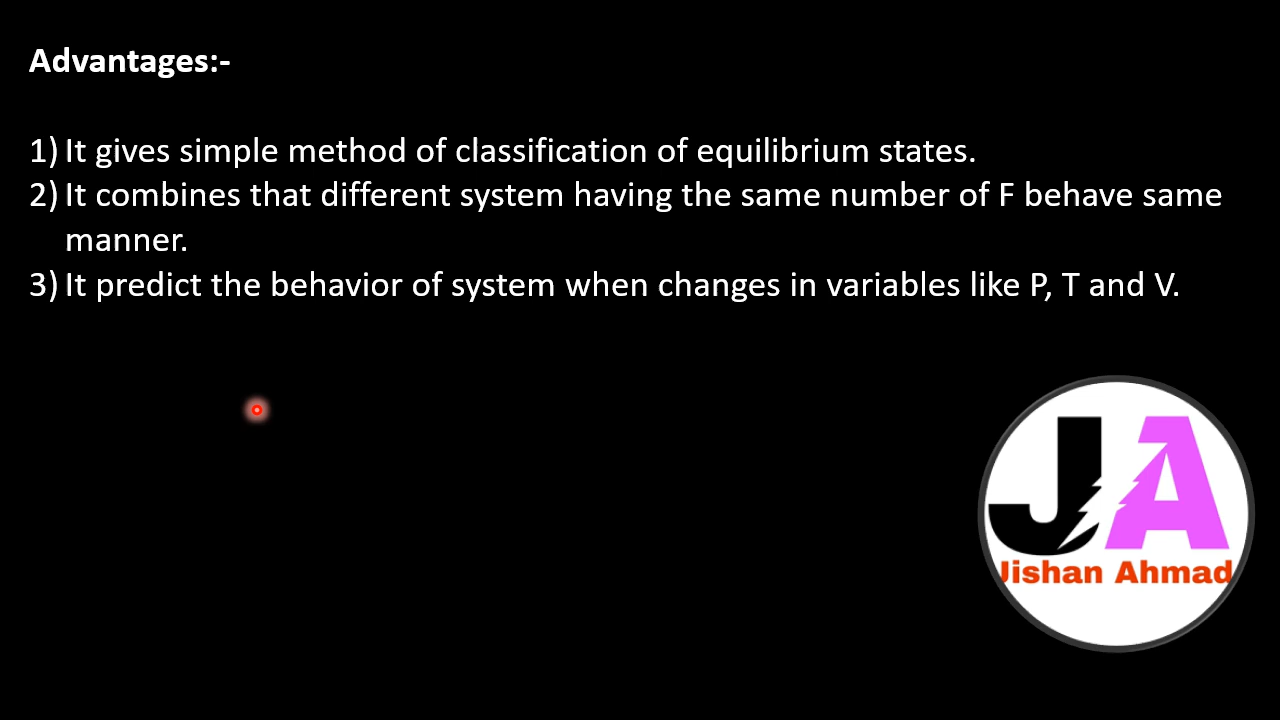 Advantages:-
1) It gives simple method of classification of equilibrium states.
2) It combines that different system having the same number of F behave same
manner.
3) It predict the behavior of system when changes in variables like P, T and V.
JA
Jishan Ahmad